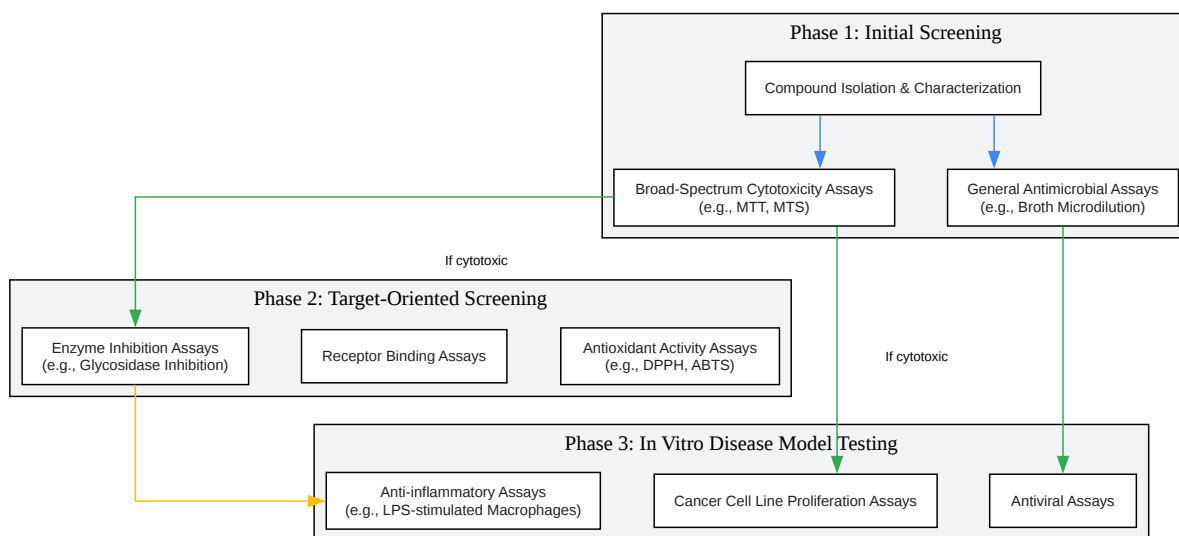 Phase 1: Initial Screening
Compound Isolation & Characterization
Broad-Spectrum Cytotoxicity Assays
(e.g., MTT, MTS)
General Antimicrobial Assays
(e.g., Broth Microdilution)
If cytotoxic
Phase 2: Target-Oriented Screening
Enzyme Inhibition Assays
(e.g., Glycosidase Inhibition)
Receptor Binding Assays
Antioxidant Activity Assays
(e.g., DPPH, ABTS)
If cytotoxic
Phase 3: In Vitro Disease Model Testing
Anti-inflammatory Assays
(e.g., LPS-stimulated Macrophages)
Cancer Cell Line Proliferation Assays
Antiviral Assays